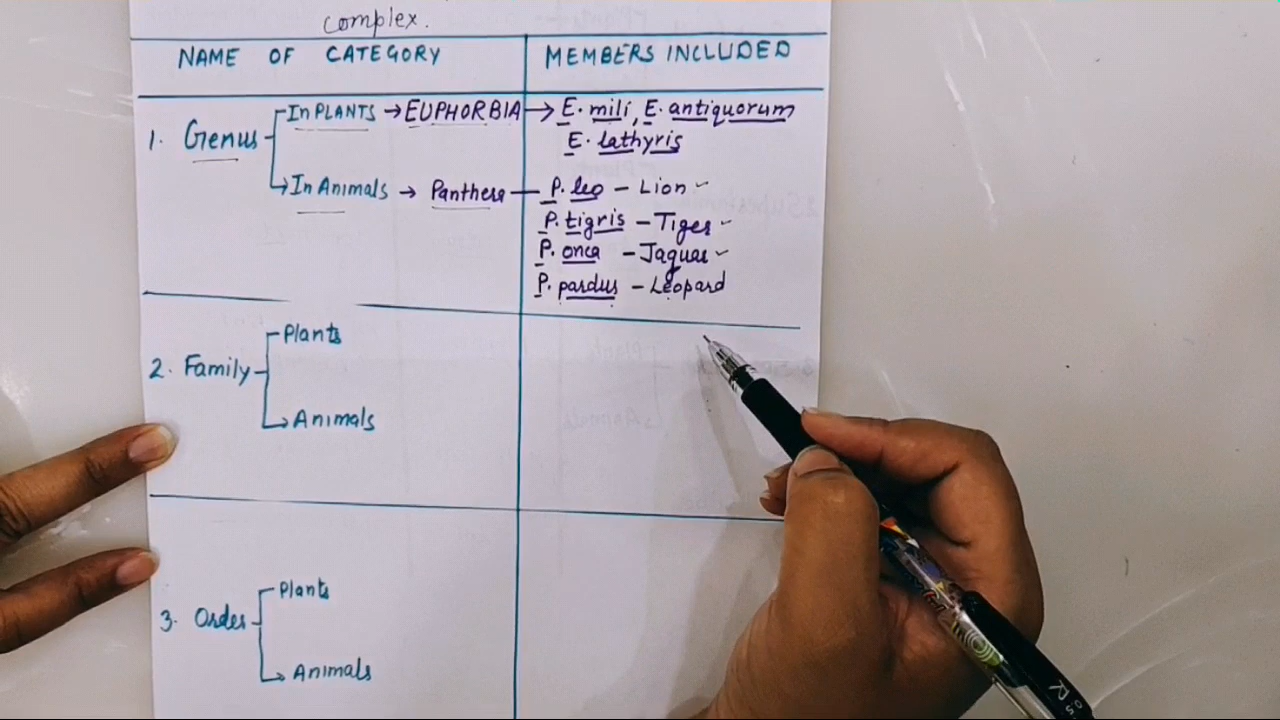 complex.
NAME OF CATEGORY MEMBERS INCLUDED
1. Genus
In PLANTS → EUPHORBIA → E. mili, E. antiquorum
E. lathyris
In Animals → Panthera — P. leo – Lion
P. tigris – Tiger
P. onca – Jaguar
P. pardus – Leopard
2. Family
Plants
Animals
3. Order
Plants
Animals